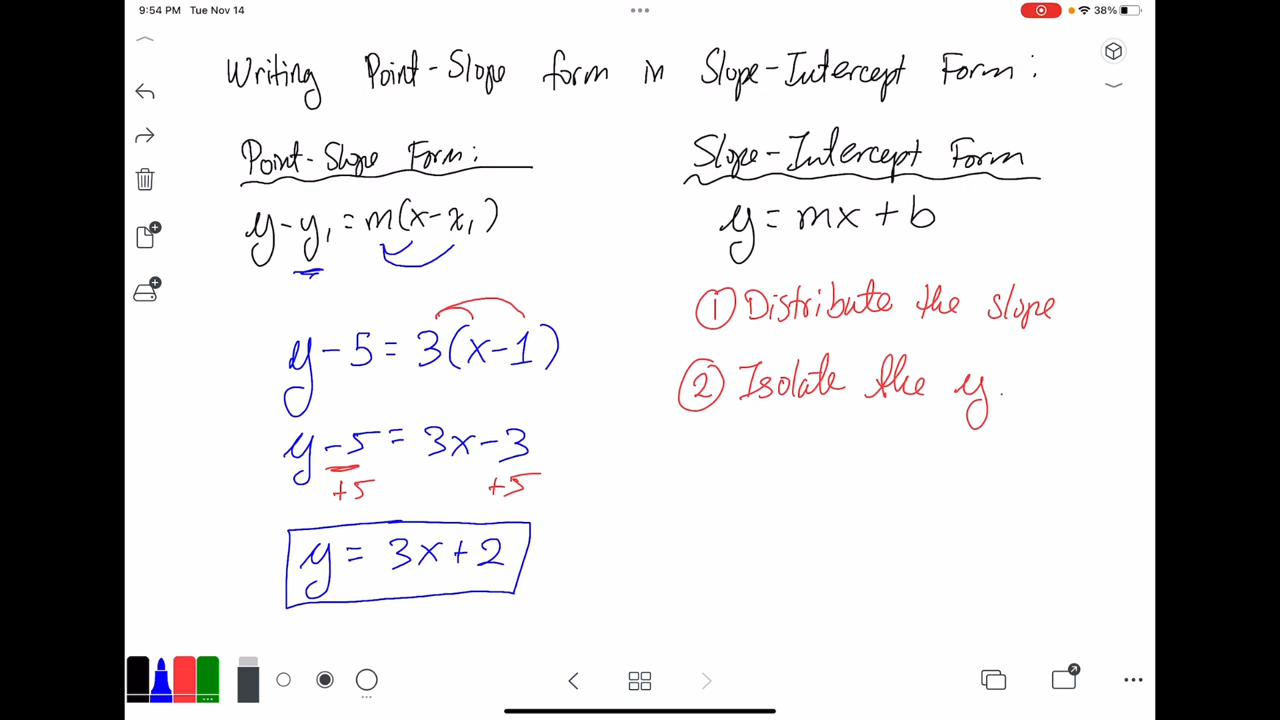 9:54 PM Tue Nov 14
38%
Writing Point-Slope form in Slope-Intercept Form:
Point-Slope Form:
y-y₁=m(x-x₁)
y-5=3(x-1)
y-5=3x-3
+5 +5
y=3x+2
Slope-Intercept Form
y=mx+b
① Distribute the slope
② Isolate the y.